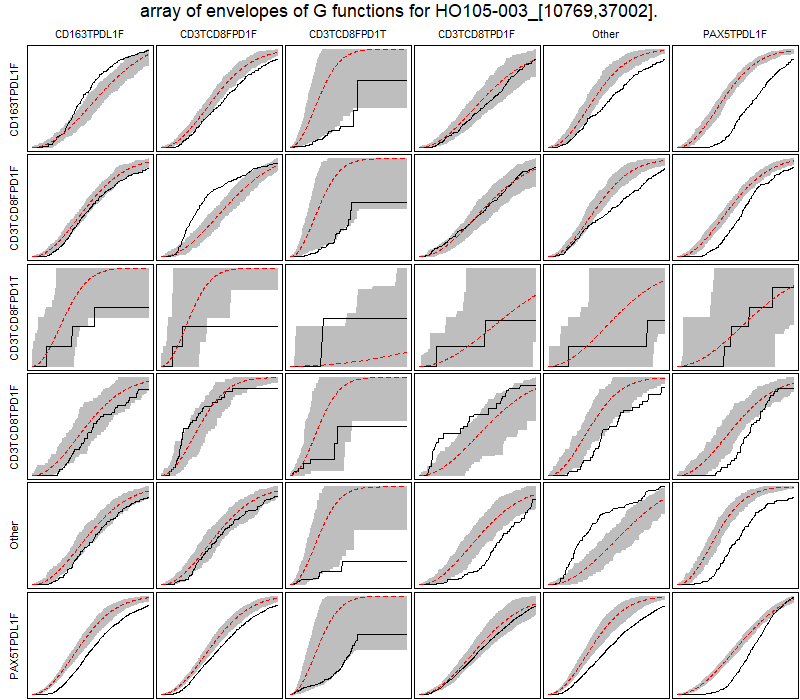 array of envelopes of G functions for HO105-003_[10769,37002].
CD163TPDL1F CD3TCD8FPD1F CD3TCD8FPD1T CD3TCD8TPD1F Other PAX5TPDL1F
CD163TPDL1F
CD3TCD8FPD1F
CD3TCD8FPD1T
CD3TCD8TPD1F
Other
PAX5TPDL1F